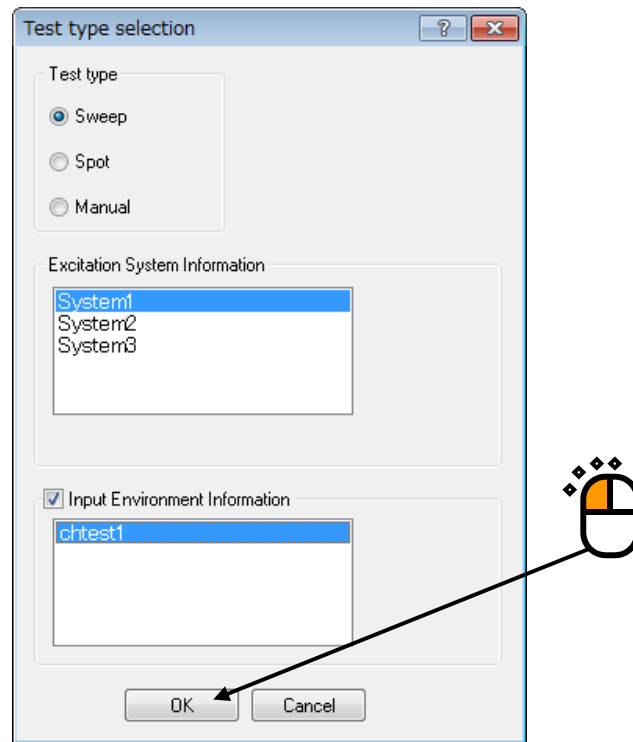 Test type selection
Test type
Sweep
Spot
Manual
Excitation System Information
System1
System2
System3
Input Environment Information
chtest1
OK Cancel